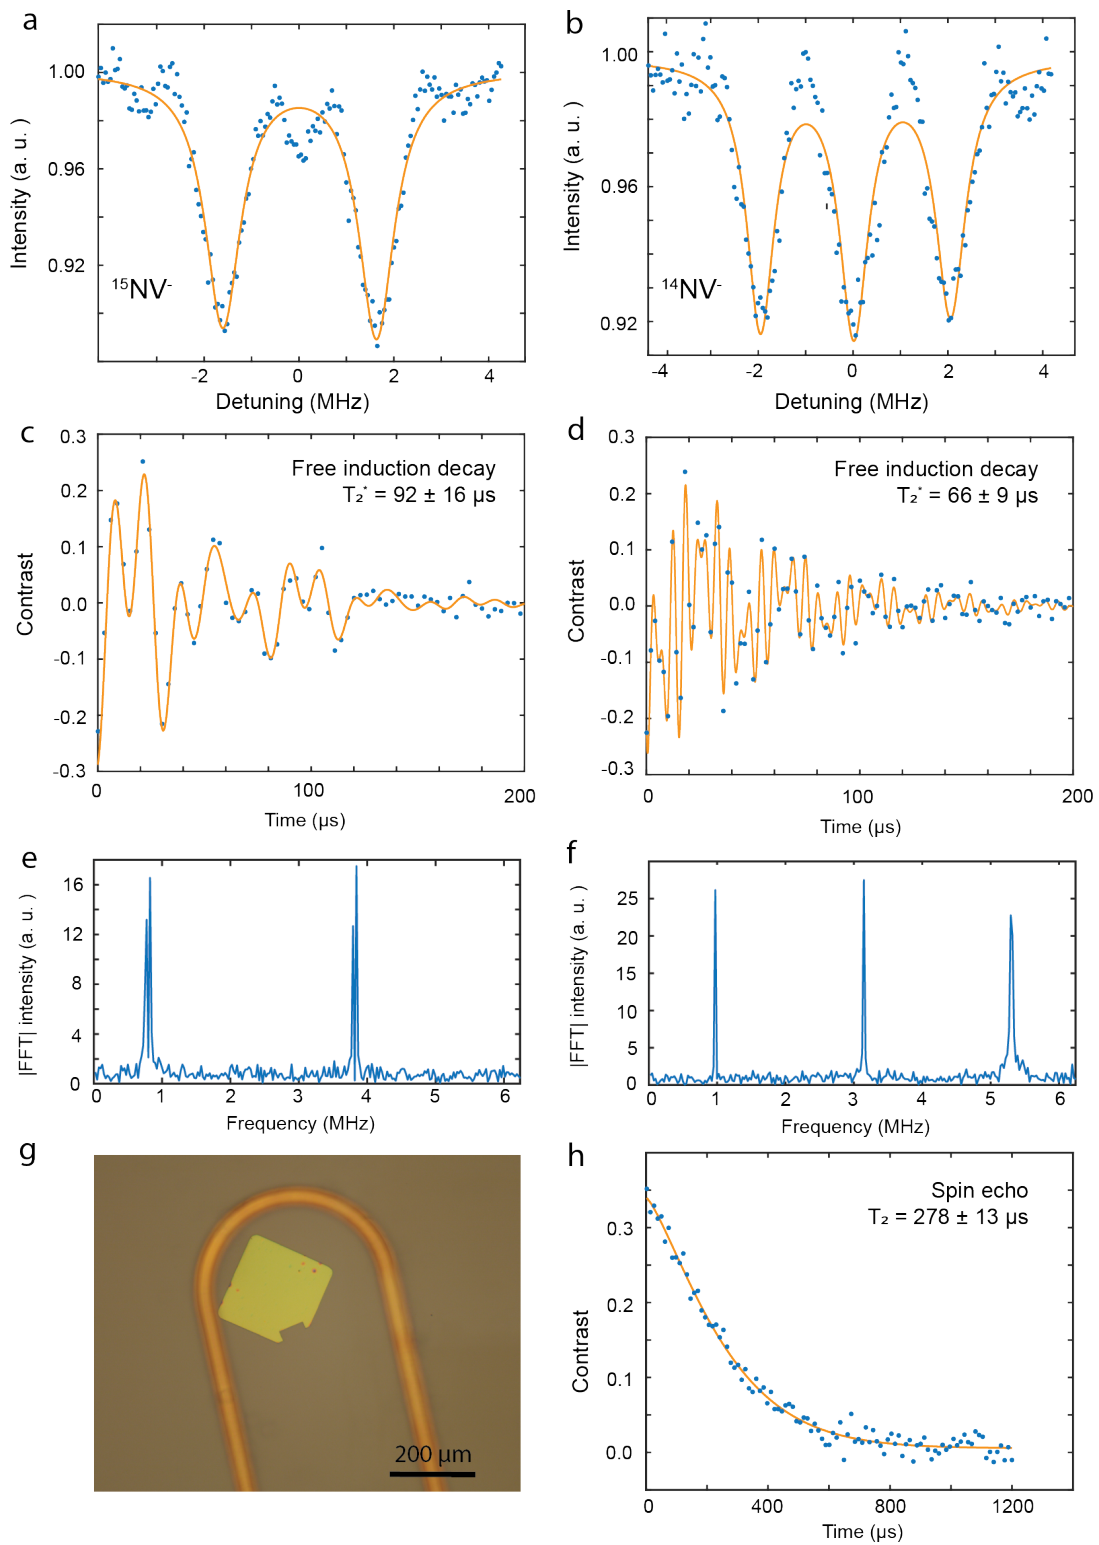 a
1.00
0.96
0.92
Intensity (a. u. )
¹⁵NV⁻
-2 0 2 4
Detuning (MHz)
b
1.00
0.96
0.92
Intensity (a. u. )
¹⁴NV⁻
-4 -2 0 2 4
Detuning (MHz)
c
0.3
0.2
0.1
0.0
-0.1
-0.2
-0.3
Contrast
Free induction decay
T₂* = 92 ± 16 µs
0 100 200
Time (µs)
d
0.3
0.2
0.1
0.0
-0.1
-0.2
-0.3
Contrast
Free induction decay
T₂* = 66 ± 9 µs
0 100 200
Time (µs)
e
16
12
8
4
0
|FFT| intensity (a. u. )
0 1 2 3 4 5 6
Frequency (MHz)
f
25
20
15
10
5
0
|FFT| intensity (a. u. )
0 1 2 3 4 5 6
Frequency (MHz)
g
200 µm
h
0.3
0.2
0.1
0.0
Contrast
Spin echo
T₂ = 278 ± 13 µs
0 400 800 1200
Time (µs)